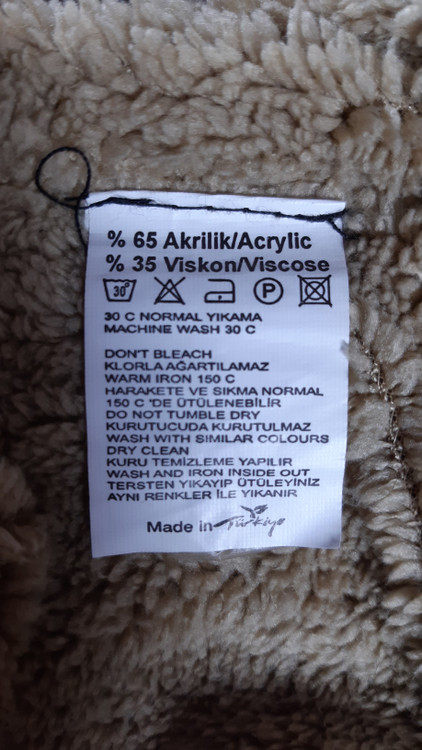 % 65 Akrilik/Acrylic
% 35 Viskon/Viscose
30° P
30 C NORMAL YIKAMA
MACHINE WASH 30 C
DON'T BLEACH
KLORLA AĞARTILAMAZ
WARM IRON 150 C
HARAKETE VE SIKMA NORMAL
150 C 'DE ÜTÜLENEBİLİR
DO NOT TUMBLE DRY
KURUTUCUDA KURUTULMAZ
WASH WITH SIMILAR COLOURS
DRY CLEAN
KURU TEMİZLEME YAPILIR
WASH AND IRON INSIDE OUT
TERSTEN YIKAYIP ÜTÜLEYİNİZ
AYNI RENKLER İLE YIKANIR
Made in Türkiye